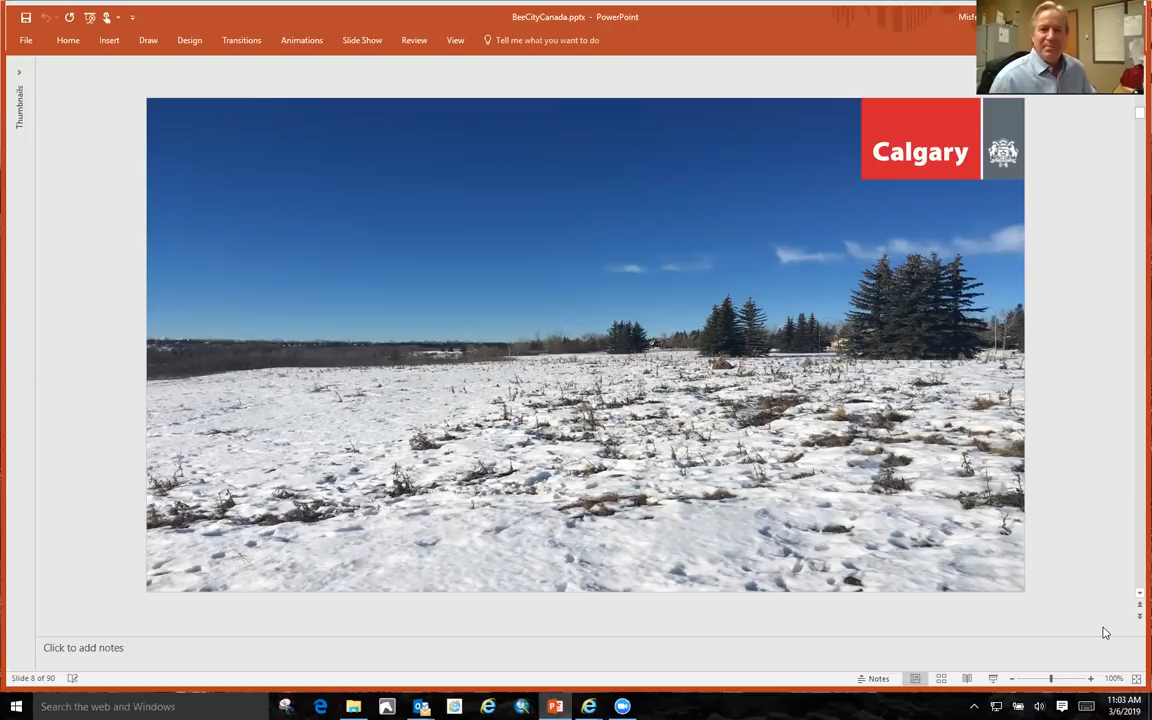 BeeCityCanada.pptx - PowerPoint
Misfe
File Home Insert Draw Design Transitions Animations Slide Show Review View Tell me what you want to do
Thumbnails
Calgary
Click to add notes
Slide 8 of 90
Notes
100%
Search the web and Windows
11:03 AM
3/6/2019